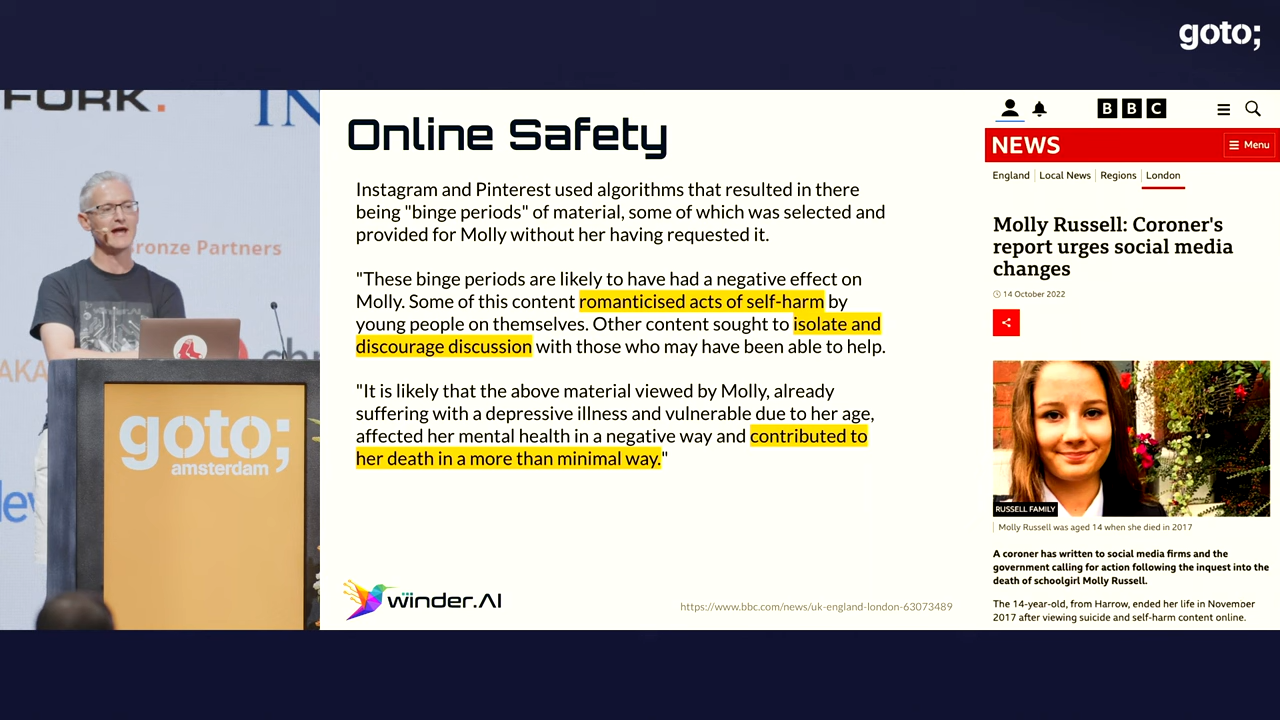 goto;
FORK.
Bronze Partners
goto;
amsterdam
Online Safety
Instagram and Pinterest used algorithms that resulted in there
being "binge periods" of material, some of which was selected and
provided for Molly without her having requested it.
"These binge periods are likely to have had a negative effect on
Molly. Some of this content romanticised acts of self-harm by
young people on themselves. Other content sought to isolate and
discourage discussion with those who may have been able to help.
"It is likely that the above material viewed by Molly, already
suffering with a depressive illness and vulnerable due to her age,
affected her mental health in a negative way and contributed to
her death in a more than minimal way."
winder.AI
https://www.bbc.com/news/uk-england-london-63073489
BBC
NEWS
Menu
England Local News Regions London
Molly Russell: Coroner's
report urges social media
changes
14 October 2022
RUSSELL FAMILY
Molly Russell was aged 14 when she died in 2017
A coroner has written to social media firms and the
government calling for action following the inquest into the
death of schoolgirl Molly Russell.
The 14-year-old, from Harrow, ended her life in November
2017 after viewing suicide and self-harm content online.